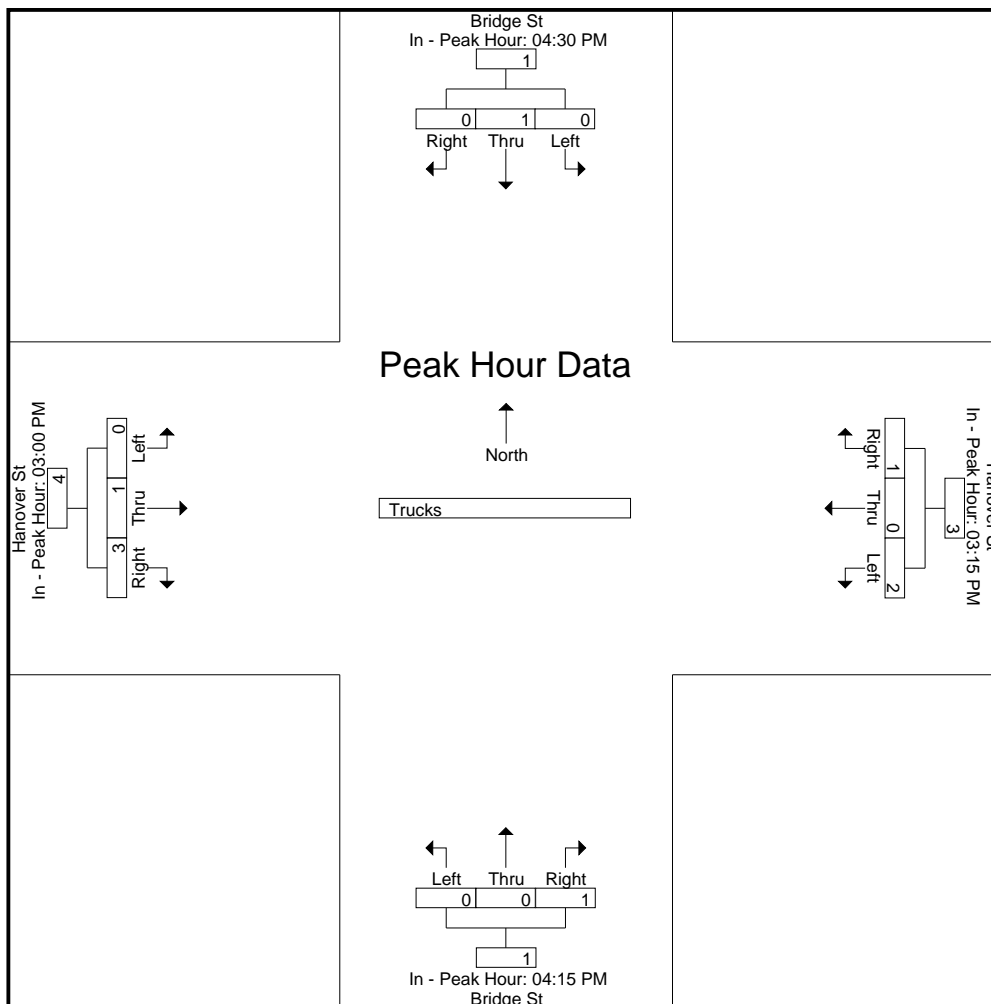 Bridge St
In - Peak Hour: 04:30 PM
1
0 1 0
Right Thru Left
Peak Hour Data
North
Trucks
Hanover St
In - Peak Hour: 03:00 PM
4
0 1 3
Left Thru Right
Hanover St
In - Peak Hour: 03:15 PM
3
1 0 2
Right Thru Left
Left Thru Right
0 0 1
1
In - Peak Hour: 04:15 PM
Bridge St